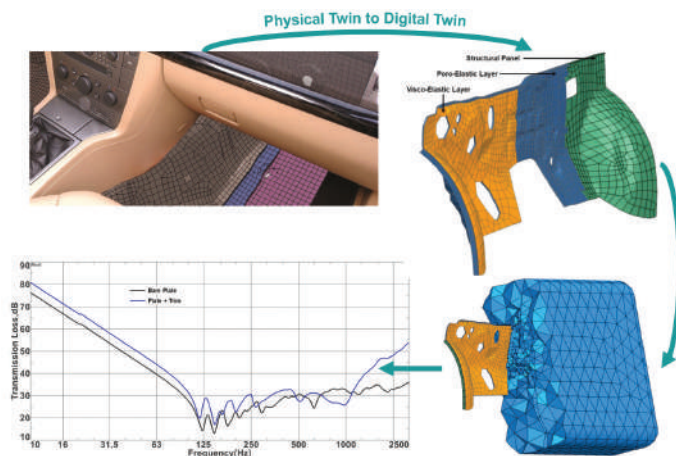 Physical Twin to Digital Twin
Structural Panel
Poro-Elastic Layer
Visco-Elastic Layer
90
80
70
60
50
40
30
20
10
Transmission Loss,dB
Bare Plate
Plate + Trim
10 16 31.5 63 125 250 500 1000 2500
Frequency(Hz)